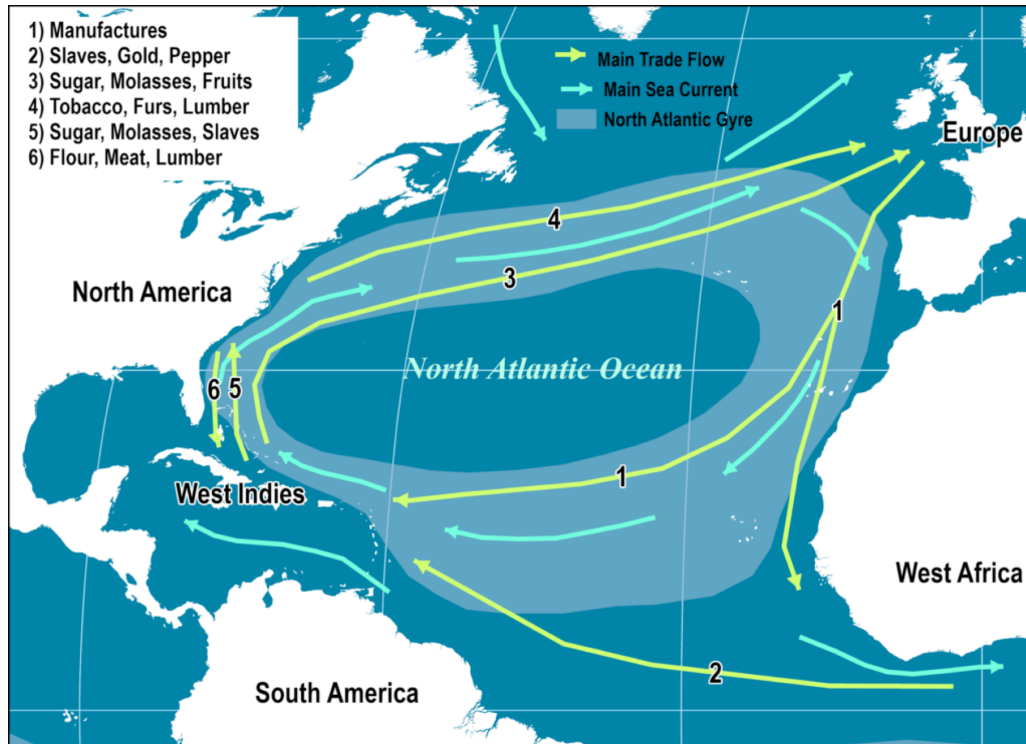 1) Manufactures
2) Slaves, Gold, Pepper
3) Sugar, Molasses, Fruits
4) Tobacco, Furs, Lumber
5) Sugar, Molasses, Slaves
6) Flour, Meat, Lumber
Main Trade Flow
Main Sea Current
North Atlantic Gyre
Europe
4
3
North America
1
North Atlantic Ocean
6
5
1
West Indies
West Africa
2
South America